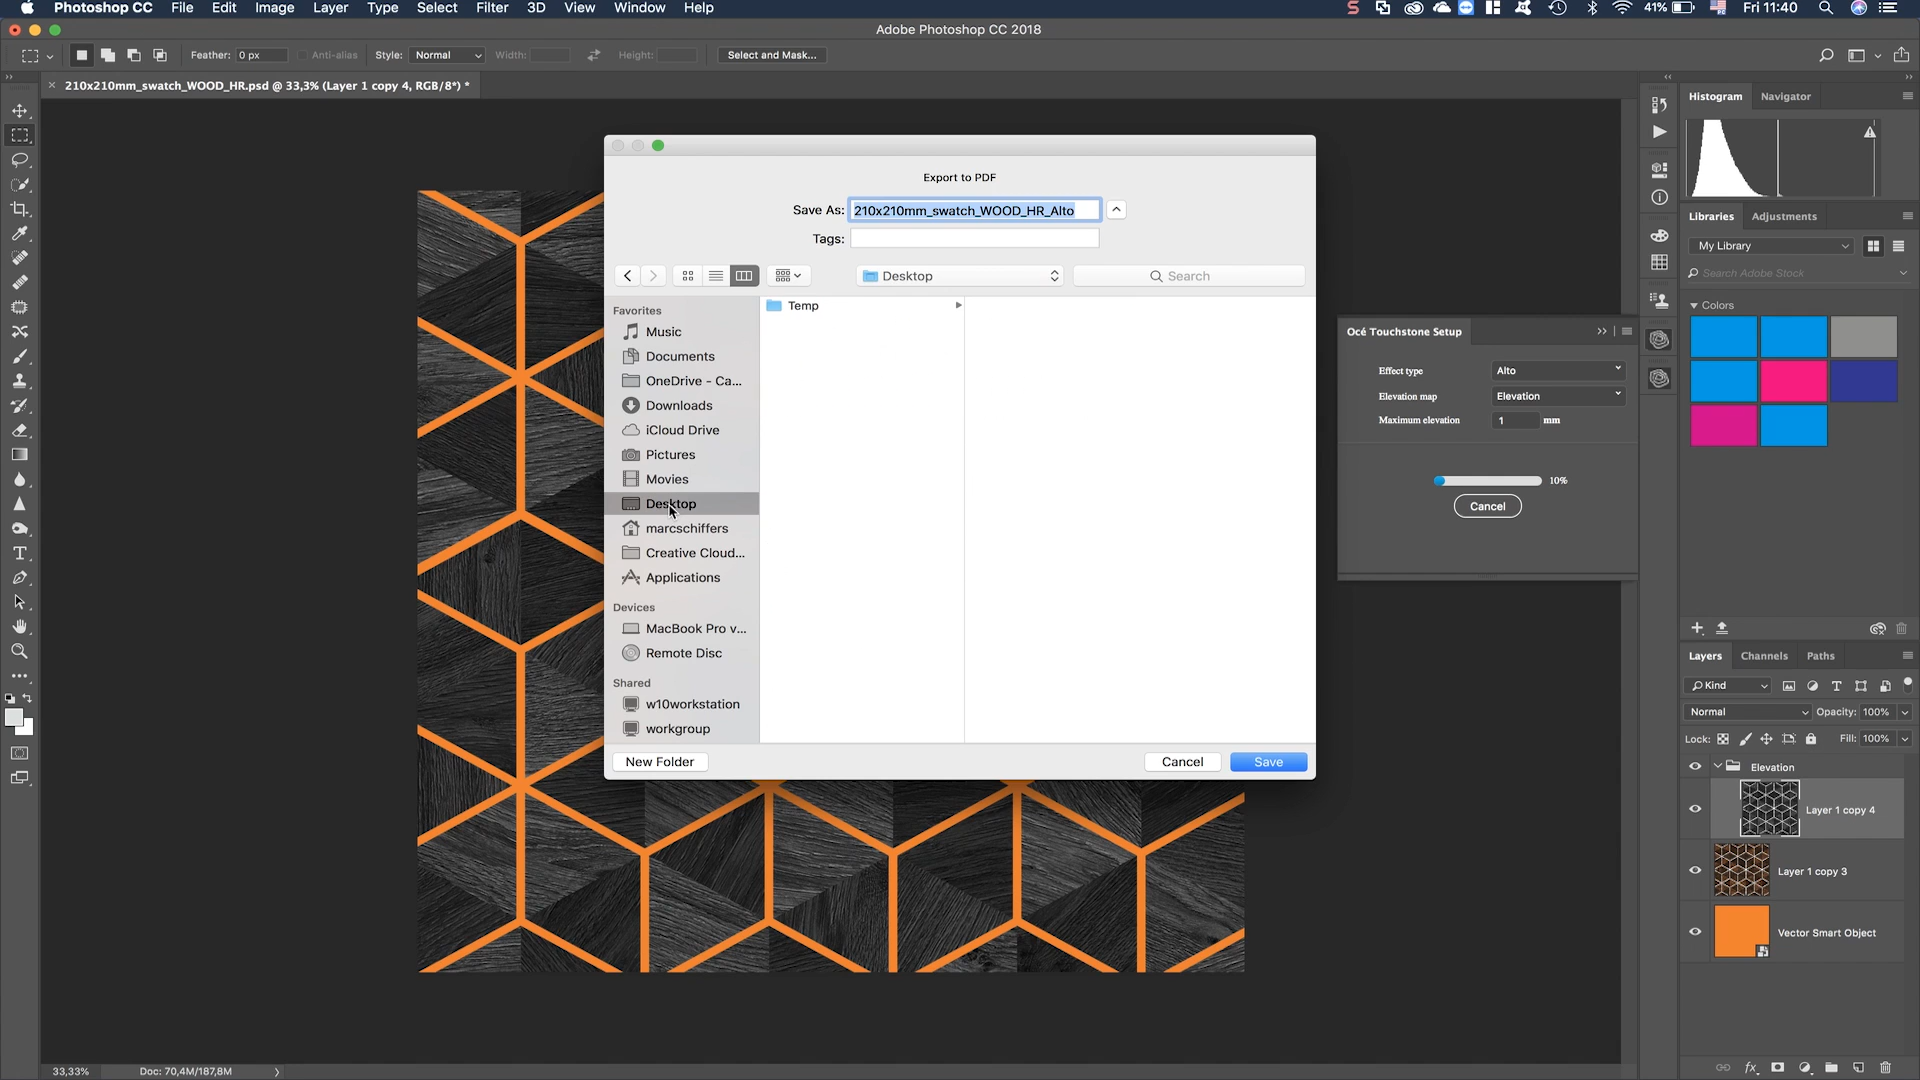 Photoshop CC File Edit Image Layer Type Select Filter 3D View Window Help
41% Fri 11:40
Adobe Photoshop CC 2018
Feather: 0 px Anti-alias Style: Normal Width: Height: Select and Mask...
210x210mm_swatch_WOOD_HR.psd @ 33,3% (Layer 1 copy 4, RGB/8*) *
Histogram Navigator
Export to PDF
Save As: 210x210mm_swatch_WOOD_HR_Alto
Tags:
Desktop
Search
Favorites
Music
Documents
OneDrive - Ca...
Downloads
iCloud Drive
Pictures
Movies
Desktop
marcschiffers
Creative Cloud...
Applications
Devices
MacBook Pro v...
Remote Disc
Shared
w10workstation
workgroup
Temp
New Folder
Cancel
Save
Océ Touchstone Setup
Effect type Alto
Elevation map Elevation
Maximum elevation 1 mm
10%
Cancel
Libraries Adjustments
My Library
Search Adobe Stock
Colors
Layers Channels Paths
Kind
Normal Opacity: 100%
Lock: Fill: 100%
Elevation
Layer 1 copy 4
Layer 1 copy 3
Vector Smart Object
fx
33,33% Doc: 70,4M/187,8M